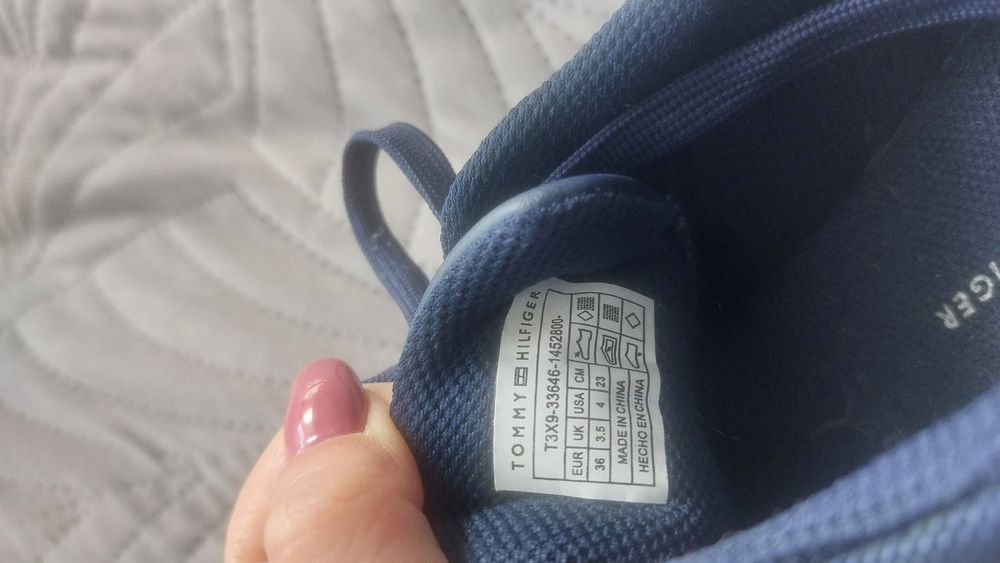 TOMMY HILFIGER
T3X9-33646-1452800-
EUR UK USA CM
36 3.5 4 23
MADE IN CHINA
HECHO EN CHINA
IGER